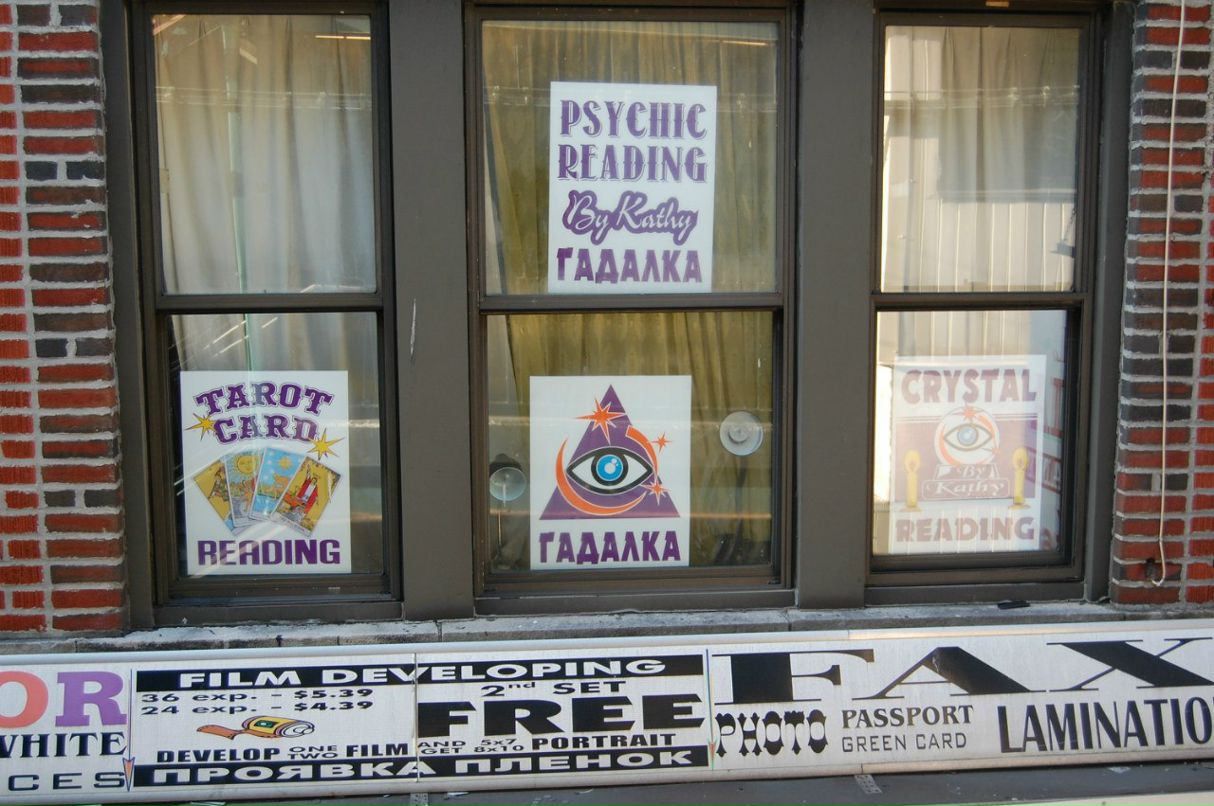 PSYCHIC
READING
By Kathy
ГАДАЛКА
TAROT
CARD
READING
ГАДАЛКА
CRYSTAL
By
Kathy
READING
OR
WHITE
CES
FILM DEVELOPING
36 exp. - $5.39
24 exp. - $4.39
2nd SET
FREE
DEVELOP ONE TWO FILM AND GET 5x7 8x10 PORTRAIT
ПРОЯВКА ПЛЕНОК
FAX
PHOTO
PASSPORT
GREEN CARD
LAMINATIO